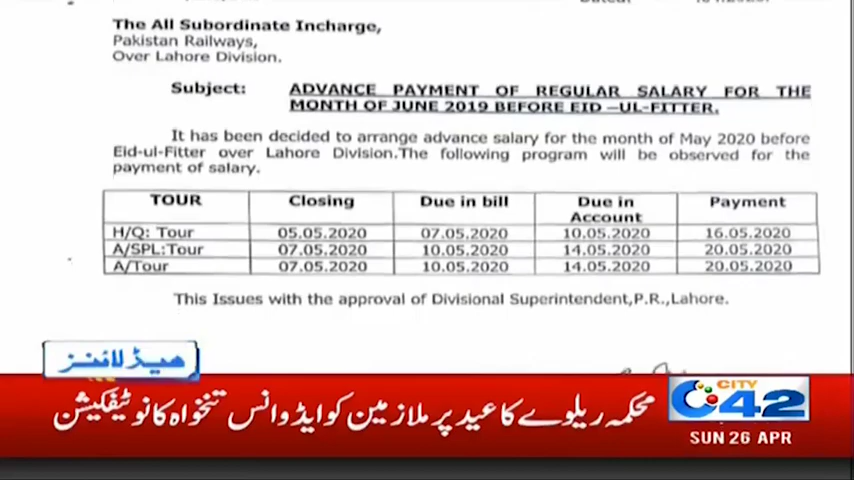 The All Subordinate Incharge,
Pakistan Railways,
Over Lahore Division.
Subject: ADVANCE PAYMENT OF REGULAR SALARY FOR THE
MONTH OF JUNE 2019 BEFORE EID –UL-FITTER.
It has been decided to arrange advance salary for the month of May 2020 before
Eid-ul-Fitter over Lahore Division.The following program will be observed for the
payment of salary.
TOUR Closing Due in bill Due in Account Payment
H/Q: Tour 05.05.2020 07.05.2020 10.05.2020 16.05.2020
A/SPL:Tour 07.05.2020 10.05.2020 14.05.2020 20.05.2020
A/Tour 07.05.2020 10.05.2020 14.05.2020 20.05.2020
This Issues with the approval of Divisional Superintendent,P.R.,Lahore.
ہیڈلائنز
محکمہ ریلوے کا عید پر ملازمین کو ایڈوانس تنخواہ کا نوٹیفکیشن
CITY
42
SUN 26 APR